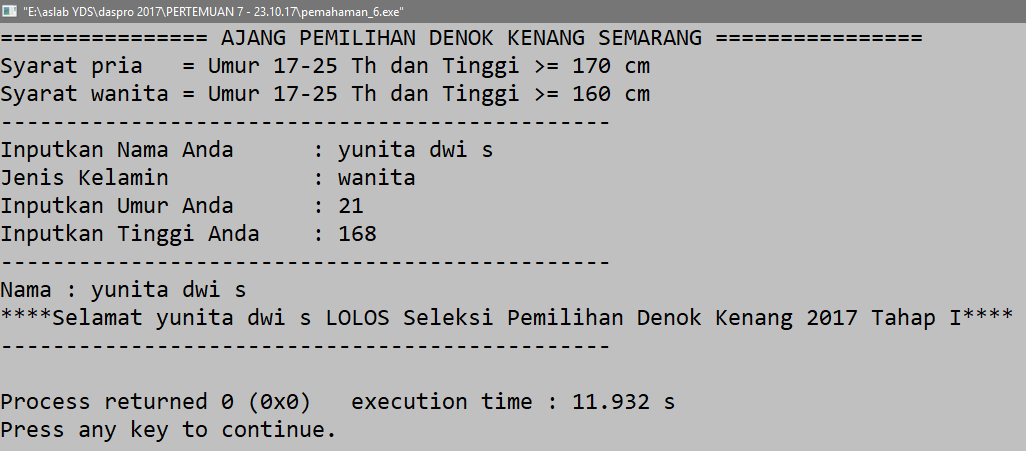 "E:\aslab YDS\daspro 2017\PERTEMUAN 7 - 23.10.17\pemahaman_6.exe"
================ AJANG PEMILIHAN DENOK KENANG SEMARANG ================
Syarat pria   = Umur 17-25 Th dan Tinggi >= 170 cm
Syarat wanita = Umur 17-25 Th dan Tinggi >= 160 cm
-----------------------------------------------
Inputkan Nama Anda      : yunita dwi s
Jenis Kelamin           : wanita
Inputkan Umur Anda      : 21
Inputkan Tinggi Anda    : 168
-----------------------------------------------
Nama : yunita dwi s
****Selamat yunita dwi s LOLOS Seleksi Pemilihan Denok Kenang 2017 Tahap I****
-----------------------------------------------
Process returned 0 (0x0)   execution time : 11.932 s
Press any key to continue.